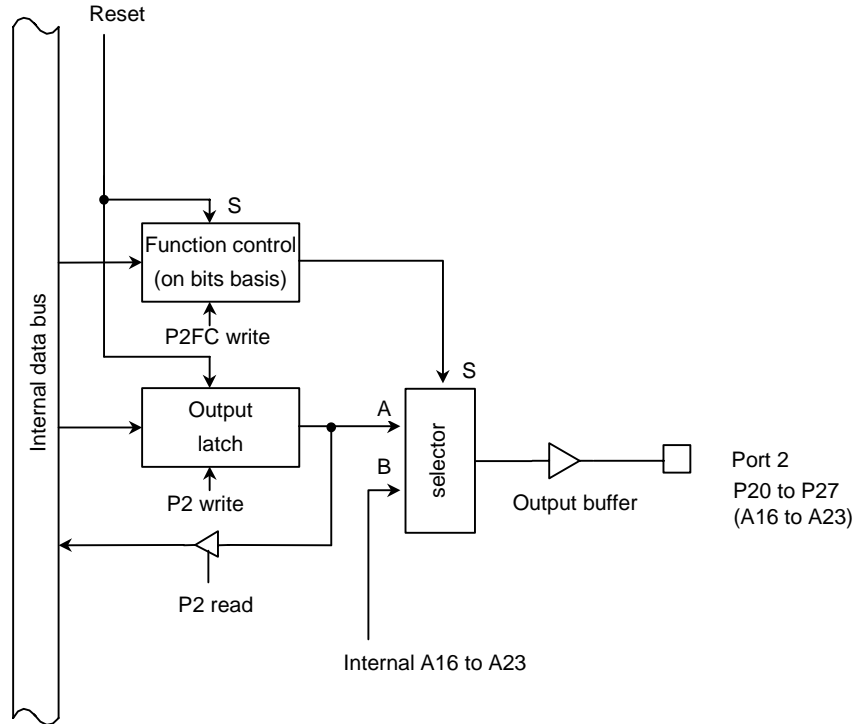 Reset
S
Function control
(on bits basis)
P2FC write
Internal data bus
Output
latch
P2 write
P2 read
A
B
S
selector
Output buffer
Internal A16 to A23
Port 2
P20 to P27
(A16 to A23)